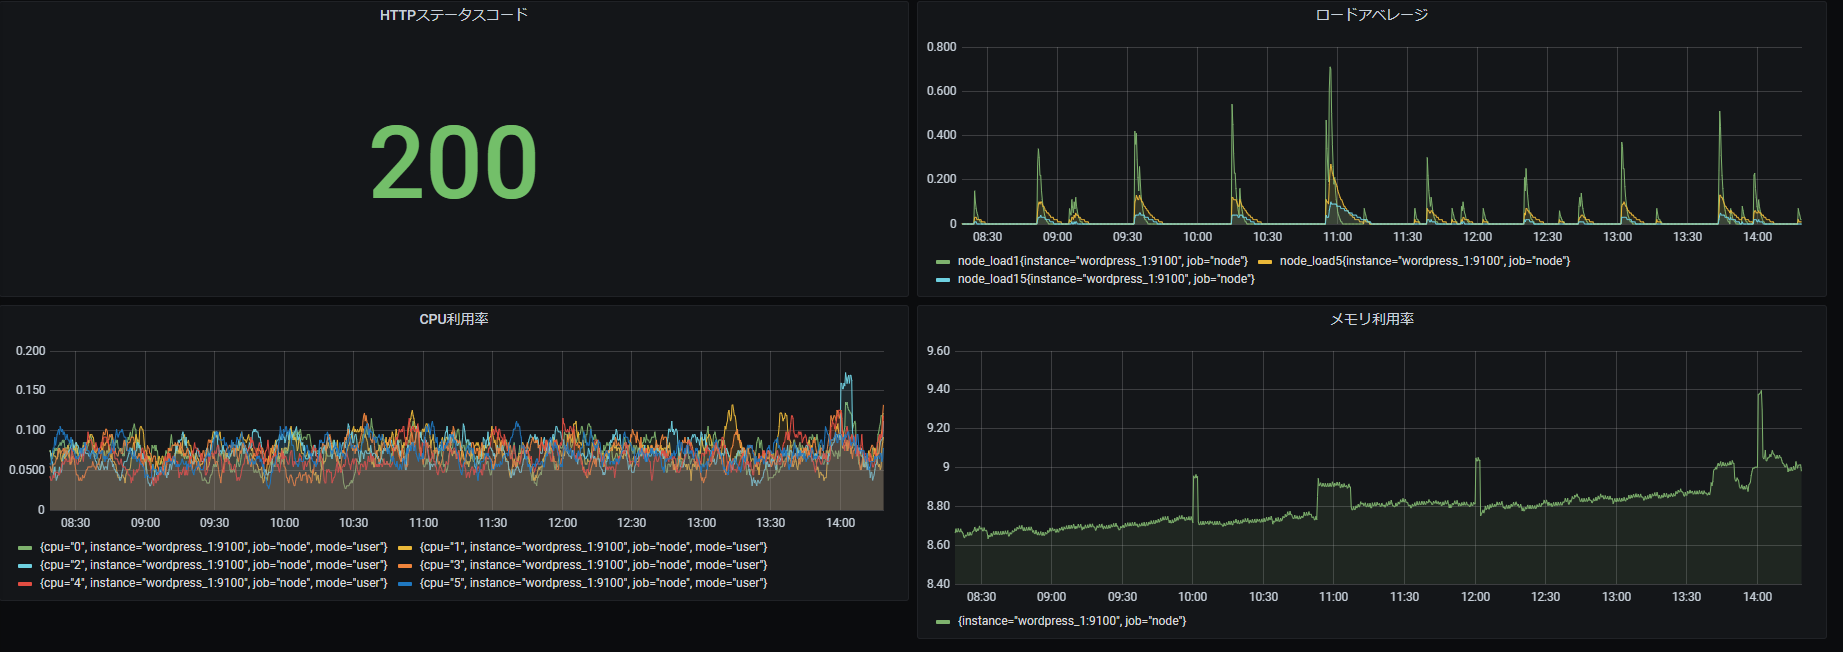 HTTPステータスコード
200
ロードアベレージ
0.800
0.600
0.400
0.200
0
08:30 09:00 09:30 10:00 10:30 11:00 11:30 12:00 12:30 13:00 13:30 14:00
node_load1{instance="wordpress_1:9100", job="node"} node_load5{instance="wordpress_1:9100", job="node"}
node_load15{instance="wordpress_1:9100", job="node"}
CPU利用率
0.200
0.150
0.100
0.0500
0
08:30 09:00 09:30 10:00 10:30 11:00 11:30 12:00 12:30 13:00 13:30 14:00
{cpu="0", instance="wordpress_1:9100", job="node", mode="user"} {cpu="1", instance="wordpress_1:9100", job="node", mode="user"}
{cpu="2", instance="wordpress_1:9100", job="node", mode="user"} {cpu="3", instance="wordpress_1:9100", job="node", mode="user"}
{cpu="4", instance="wordpress_1:9100", job="node", mode="user"} {cpu="5", instance="wordpress_1:9100", job="node", mode="user"}
メモリ利用率
9.60
9.40
9.20
9
8.80
8.60
8.40
08:30 09:00 09:30 10:00 10:30 11:00 11:30 12:00 12:30 13:00 13:30 14:00
{instance="wordpress_1:9100", job="node"}